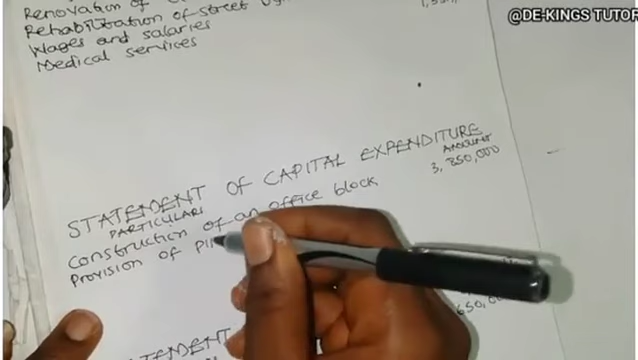 @DE-KINGS TUTOR
Renovation of
Rehabilitation of street
Wages and salaries
Medical services
STATEMENT OF CAPITAL EXPENDITURE
PARTICULARS AMOUNT
Construction of an office block 3,850,000
Provision of